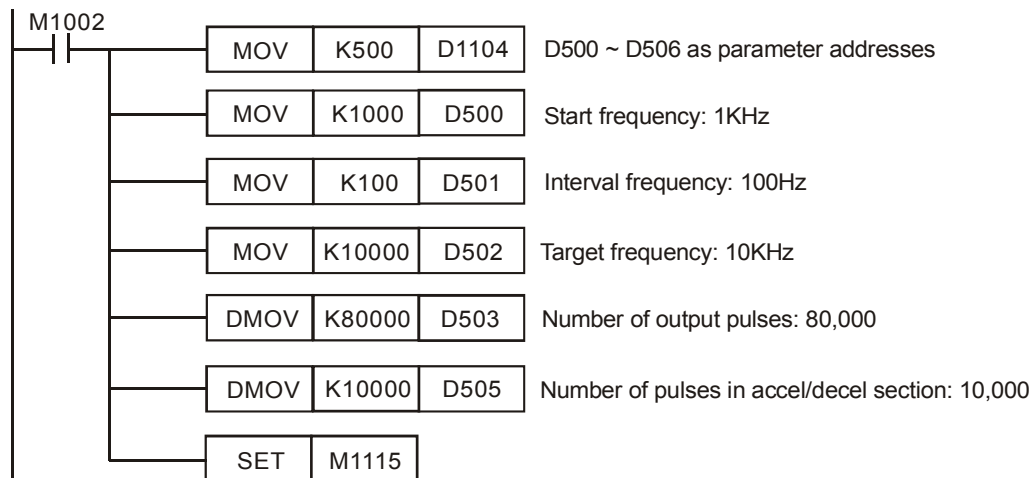 M1002
MOV K500 D1104 D500 ~ D506 as parameter addresses
MOV K1000 D500 Start frequency: 1KHz
MOV K100 D501 Interval frequency: 100Hz
MOV K10000 D502 Target frequency: 10KHz
DMOV K80000 D503 Number of output pulses: 80,000
DMOV K10000 D505 Number of pulses in accel/decel section: 10,000
SET M1115